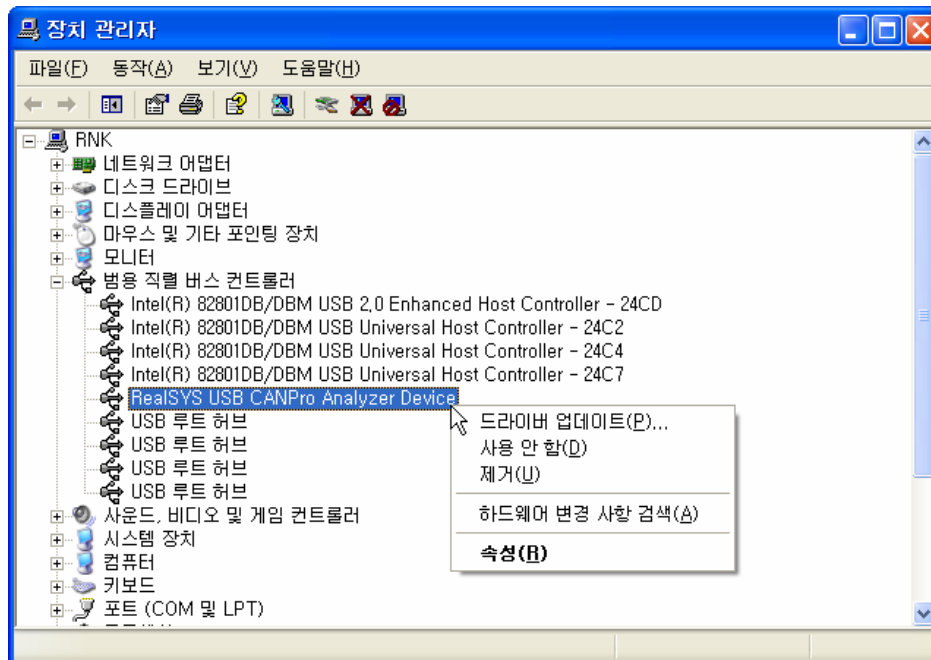 장치 관리자
파일(F) 동작(A) 보기(V) 도움말(H)
RNK
네트워크 어댑터
디스크 드라이브
디스플레이 어댑터
마우스 및 기타 포인팅 장치
모니터
범용 직렬 버스 컨트롤러
Intel(R) 82801DB/DBM USB 2,0 Enhanced Host Controller - 24CD
Intel(R) 82801DB/DBM USB Universal Host Controller - 24C2
Intel(R) 82801DB/DBM USB Universal Host Controller - 24C4
Intel(R) 82801DB/DBM USB Universal Host Controller - 24C7
RealSYS USB CANPro Analyzer Device
USB 루트 허브
USB 루트 허브
USB 루트 허브
USB 루트 허브
사운드, 비디오 및 게임 컨트롤러
시스템 장치
컴퓨터
키보드
포트 (COM 및 LPT)
드라이버 업데이트(P)...
사용 안 함(D)
제거(U)
하드웨어 변경 사항 검색(A)
속성(R)